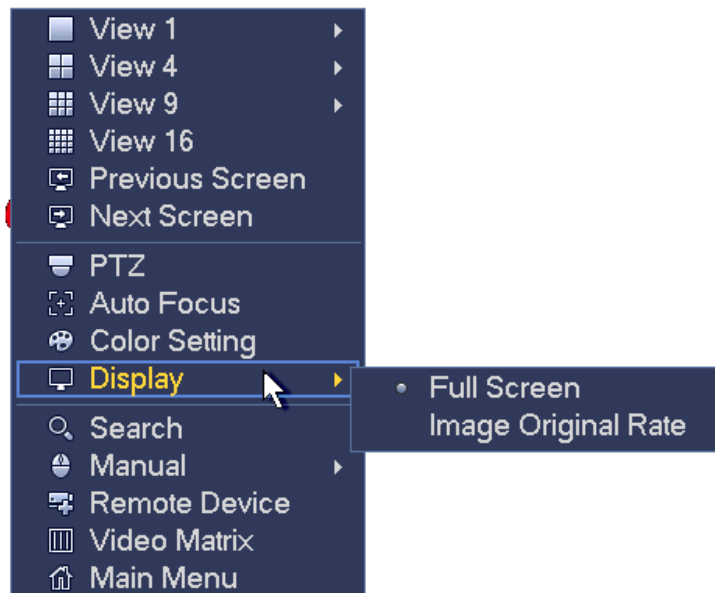 View 1
View 4
View 9
View 16
Previous Screen
Next Screen
PTZ
Auto Focus
Color Setting
Display
Full Screen
Image Original Rate
Search
Manual
Remote Device
Video Matrix
Main Menu